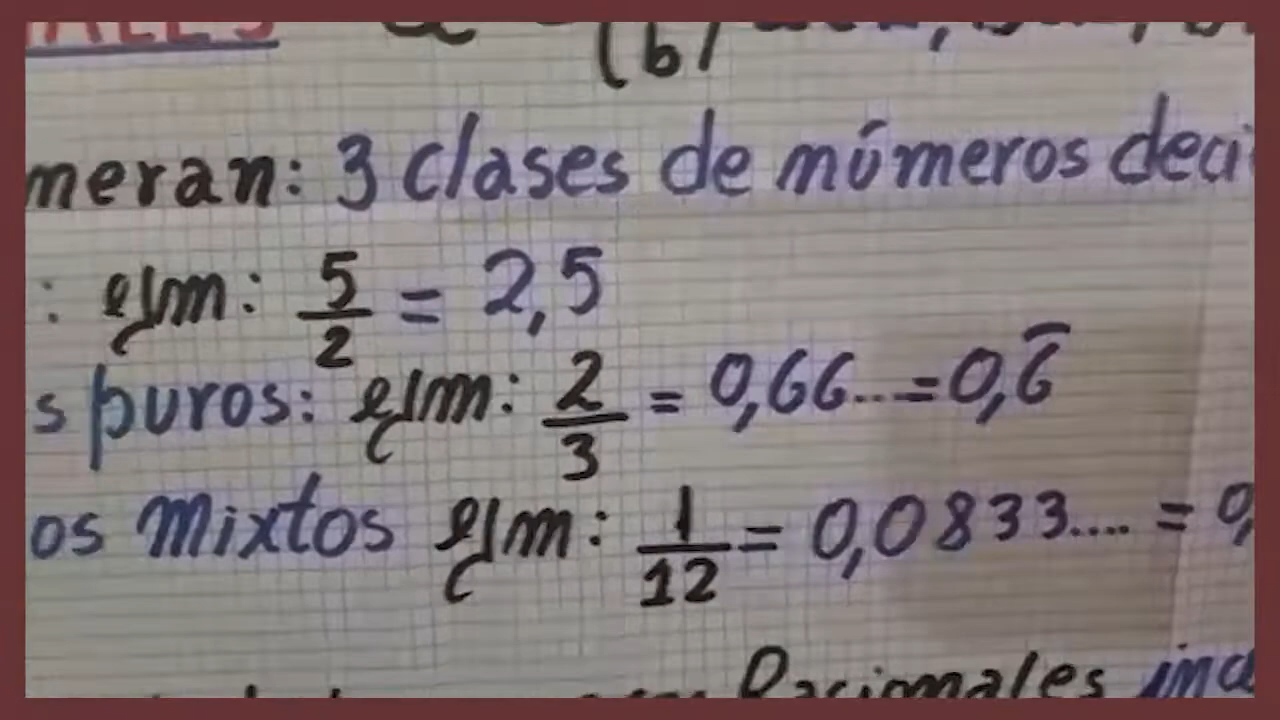 (b)
meran: 3 clases de números deci
: ejm: 5/2 = 2,5
s puros: ejm: 2/3 = 0,66... = 0,6̅
os mixtos ejm: 1/12 = 0,0833.... = 0,
Racionales